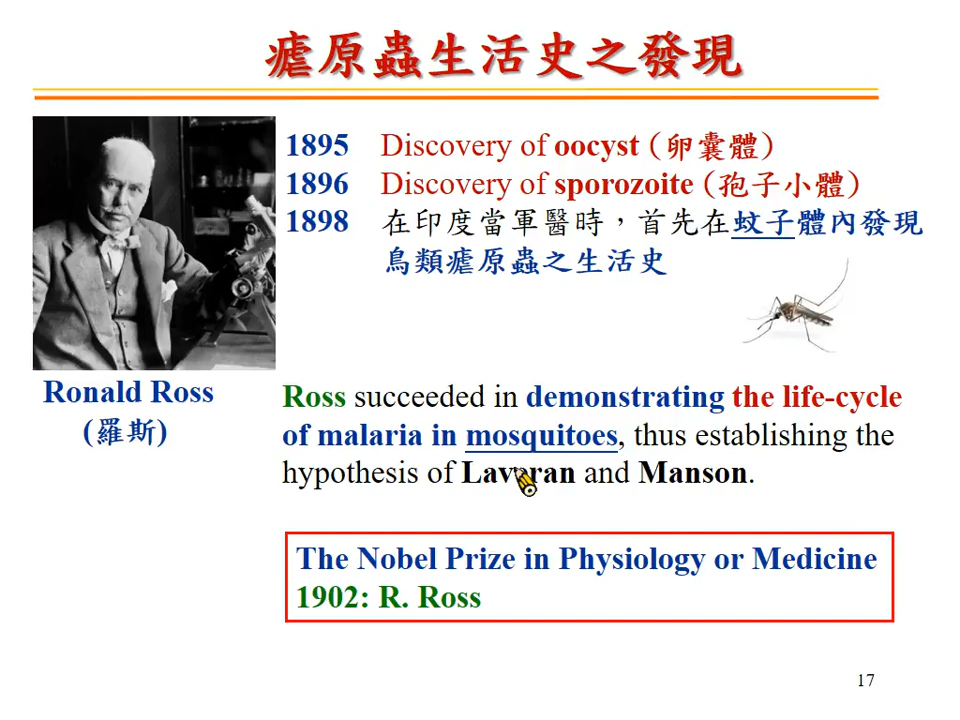 瘧原蟲生活史之發現
1895 Discovery of oocyst (卵囊體)
1896 Discovery of sporozoite (孢子小體)
1898 在印度當軍醫時，首先在蚊子體內發現
鳥類瘧原蟲之生活史
Ronald Ross
(羅斯)
Ross succeeded in demonstrating the life-cycle
of malaria in mosquitoes, thus establishing the
hypothesis of Laveran and Manson.
The Nobel Prize in Physiology or Medicine
1902: R. Ross
17